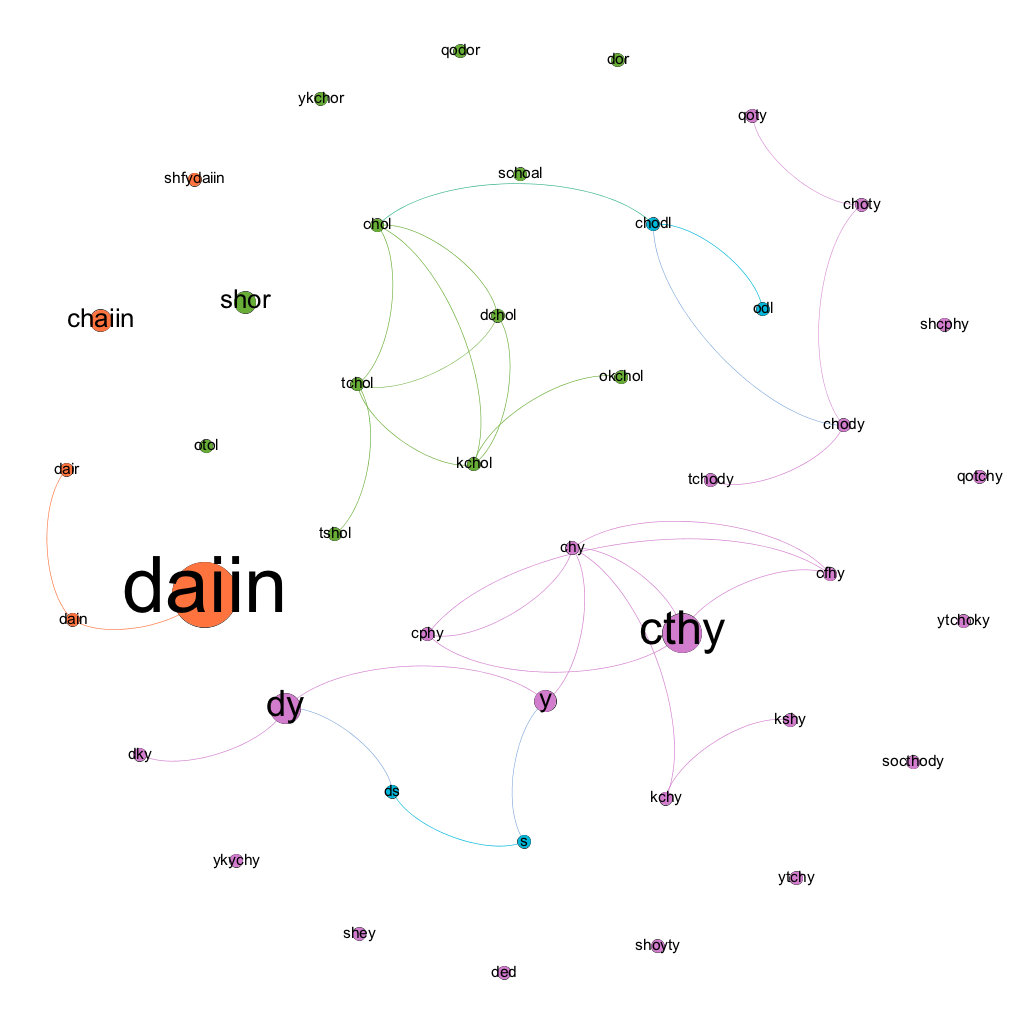 qodor
dor
ykchor
qoty
shfydaiin
schoal
choty
chol
chodl
shor
odl
chaiin
dchol
shcphy
okchol
tchol
chody
otol
kchol
dair
tchody
qotchy
tshol
chy
cfhy
daiin
dain
cphy
cthy
ytchoky
dy
y
kshy
dky
socthody
ds
kchy
s
ykychy
ytchy
shey
shoyty
ded